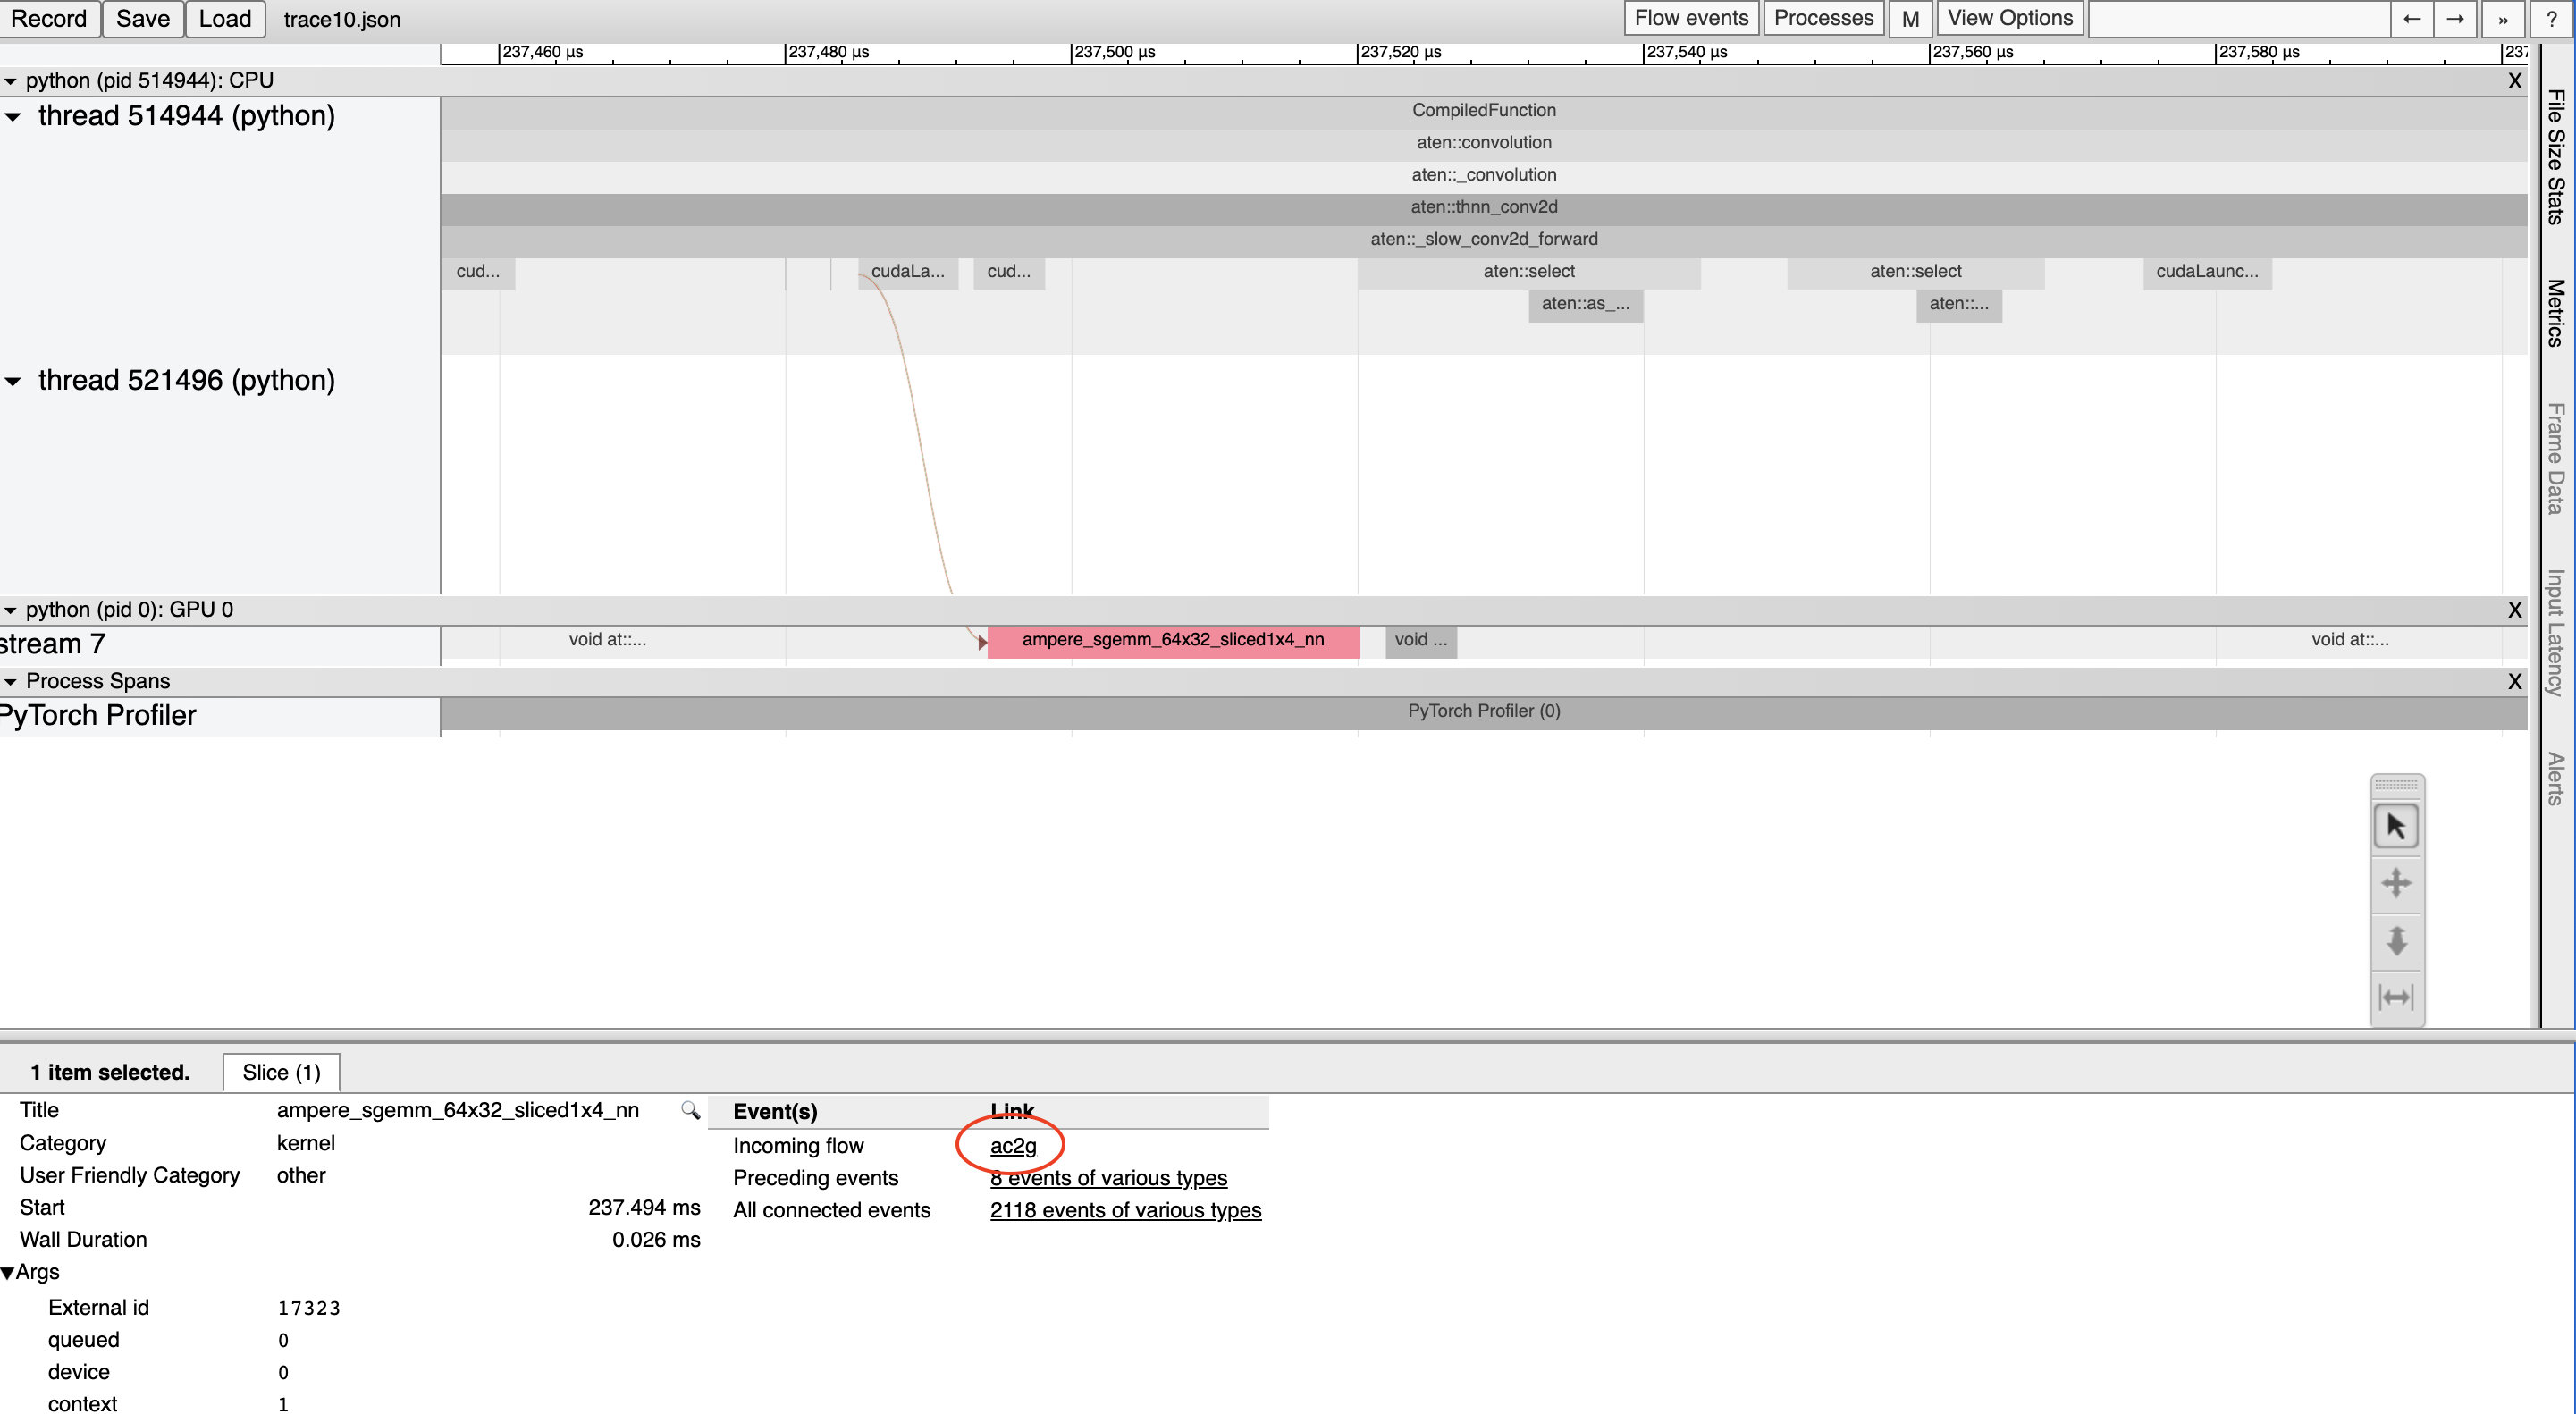 Record Save Load trace10.json Flow events Processes M View Options ← → » ?
237,460 µs 237,480 µs 237,500 µs 237,520 µs 237,540 µs 237,560 µs 237,580 µs 237
python (pid 514944): CPU X
thread 514944 (python)
CompiledFunction
aten::convolution
aten::_convolution
aten::thnn_conv2d
aten::_slow_conv2d_forward
cud... cudaLa... cud... aten::select aten::select cudaLaunc...
aten::as_... aten::...
thread 521496 (python)
python (pid 0): GPU 0 X
stream 7 void at::... ampere_sgemm_64x32_sliced1x4_nn void ... void at::...
Process Spans X
PyTorch Profiler PyTorch Profiler (0)
File Size Stats
Metrics
Frame Data
Input Latency
Alerts
1 item selected. Slice (1)
Title ampere_sgemm_64x32_sliced1x4_nn
Category kernel
User Friendly Category other
Start 237.494 ms
Wall Duration 0.026 ms
▼Args
External id 17323
queued 0
device 0
context 1
Event(s) Link
Incoming flow ac2g
Preceding events 8 events of various types
All connected events 2118 events of various types